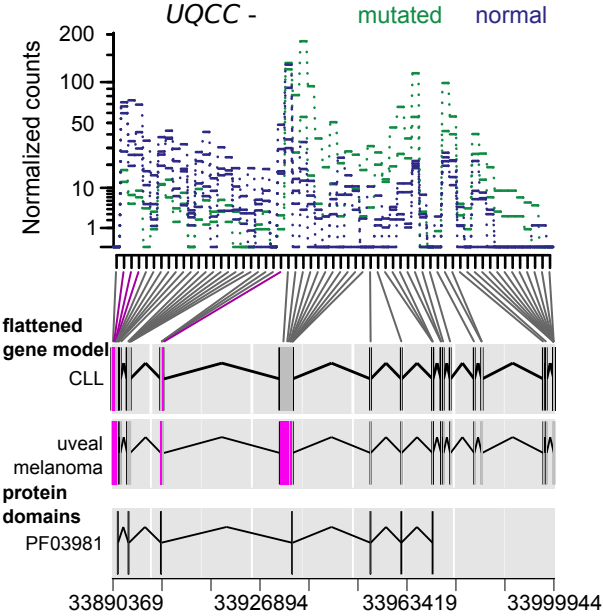 UQCC - mutated normal
Normalized counts
200
100
50
10
1
flattened
gene model
CLL
uveal
melanoma
protein
domains
PF03981
33890369 33926894 33963419 33999944